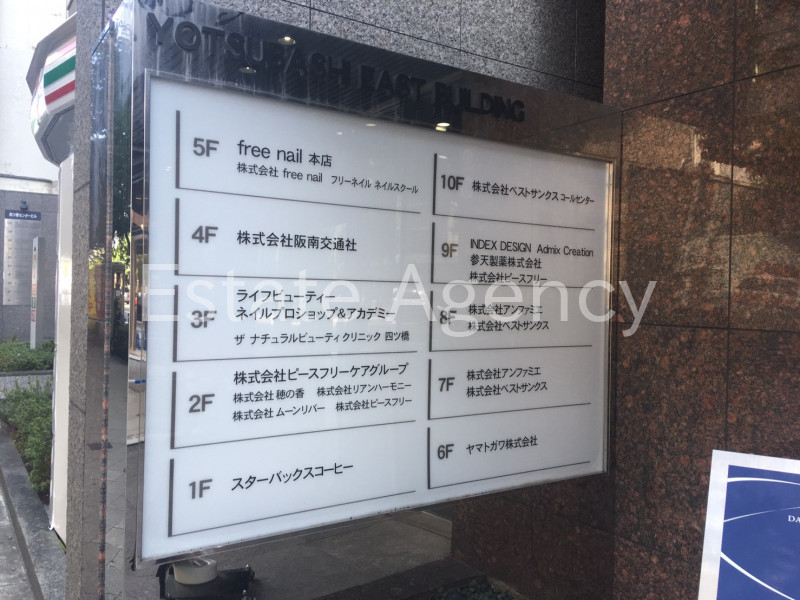 YOTSUBASHI EAST BUILDING
5F free nail 本店
株式会社 free nail フリーネイル ネイルスクール
4F 株式会社阪南交通社
3F ライフビューティー
ネイルプロショップ&アカデミー
ザ ナチュラルビューティクリニック 四ツ橋
2F 株式会社ピースフリーケアグループ
株式会社 穂の香 株式会社リアンハーモニー
株式会社 ムーンリバー 株式会社ピースフリー
1F スターバックスコーヒー
10F 株式会社ベストサンクス コールセンター
9F INDEX DESIGN Admix Creation
参天製薬株式会社
株式会社ピースフリー
8F 株式会社アンファミエ
株式会社ベストサンクス
7F 株式会社アンファミエ
株式会社ベストサンクス
6F ヤマトガワ株式会社
Estate Agency
DA